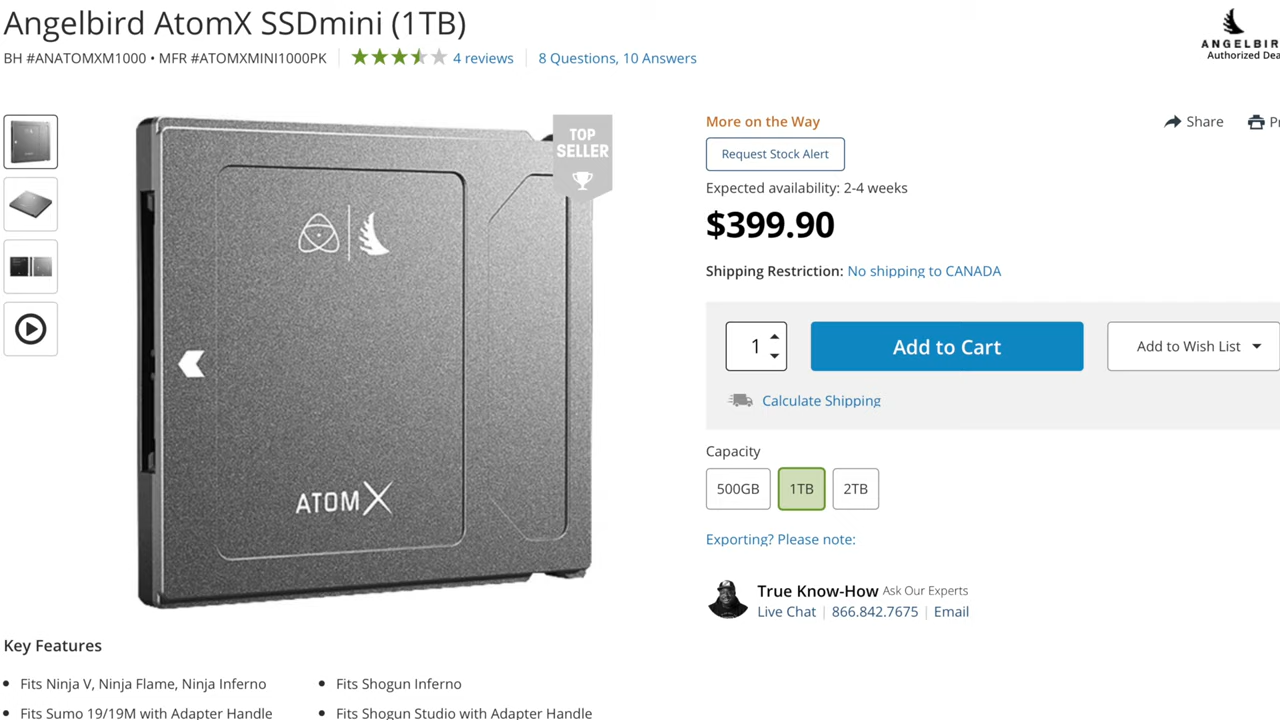 Angelbird AtomX SSDmini (1TB)
BH #ANATOMXM1000 • MFR #ATOMXMINI1000PK
4 reviews
8 Questions, 10 Answers
ANGELBIR
Authorized Dea
TOP
SELLER
ATOMX
More on the Way
Share
Pr
Request Stock Alert
Expected availability: 2-4 weeks
$399.90
Shipping Restriction: No shipping to CANADA
1
Add to Cart
Add to Wish List
Calculate Shipping
Capacity
500GB
1TB
2TB
Exporting? Please note:
True Know-How Ask Our Experts
Live Chat | 866.842.7675 | Email
Key Features
• Fits Ninja V, Ninja Flame, Ninja Inferno
• Fits Shogun Inferno
• Fits Sumo 19/19M with Adapter Handle
• Fits Shogun Studio with Adapter Handle